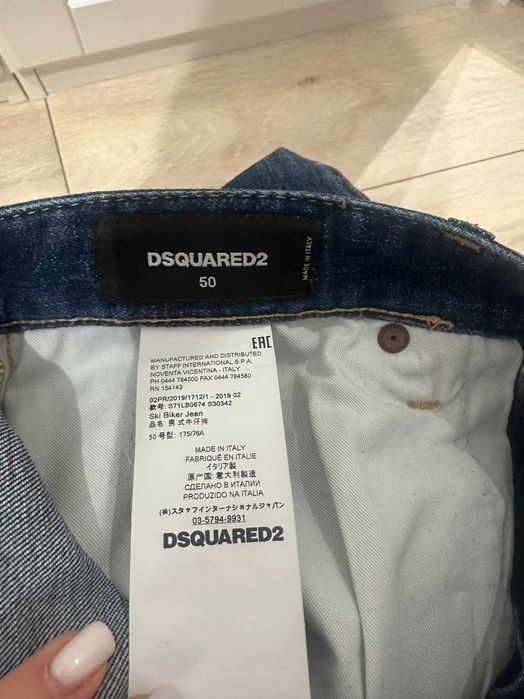 DSQUARED2
50
MADE IN ITALY
EAC
MANUFACTURED AND DISTRIBUTED
BY STAFF INTERNATIONAL S.P.A.
NOVENTA VICENTINA - ITALY
PH 0444 784500 FAX 0444 784580
RN 154143
02PR/2019/1712/1 - 2019 02
款号: S71LB0674 S30342
Ski Biker Jean
品名: 男式牛仔裤
50 号型: 175/76A
MADE IN ITALY
FABRIQUÉ EN ITALIE
イタリア製
原产国: 意大利制造
СДЕЛАНО В ИТАЛИИ
PRODUZIDO NA ITALIA
(株)スタッフインターナショナルジャパン
03-5794-9931
DSQUARED2